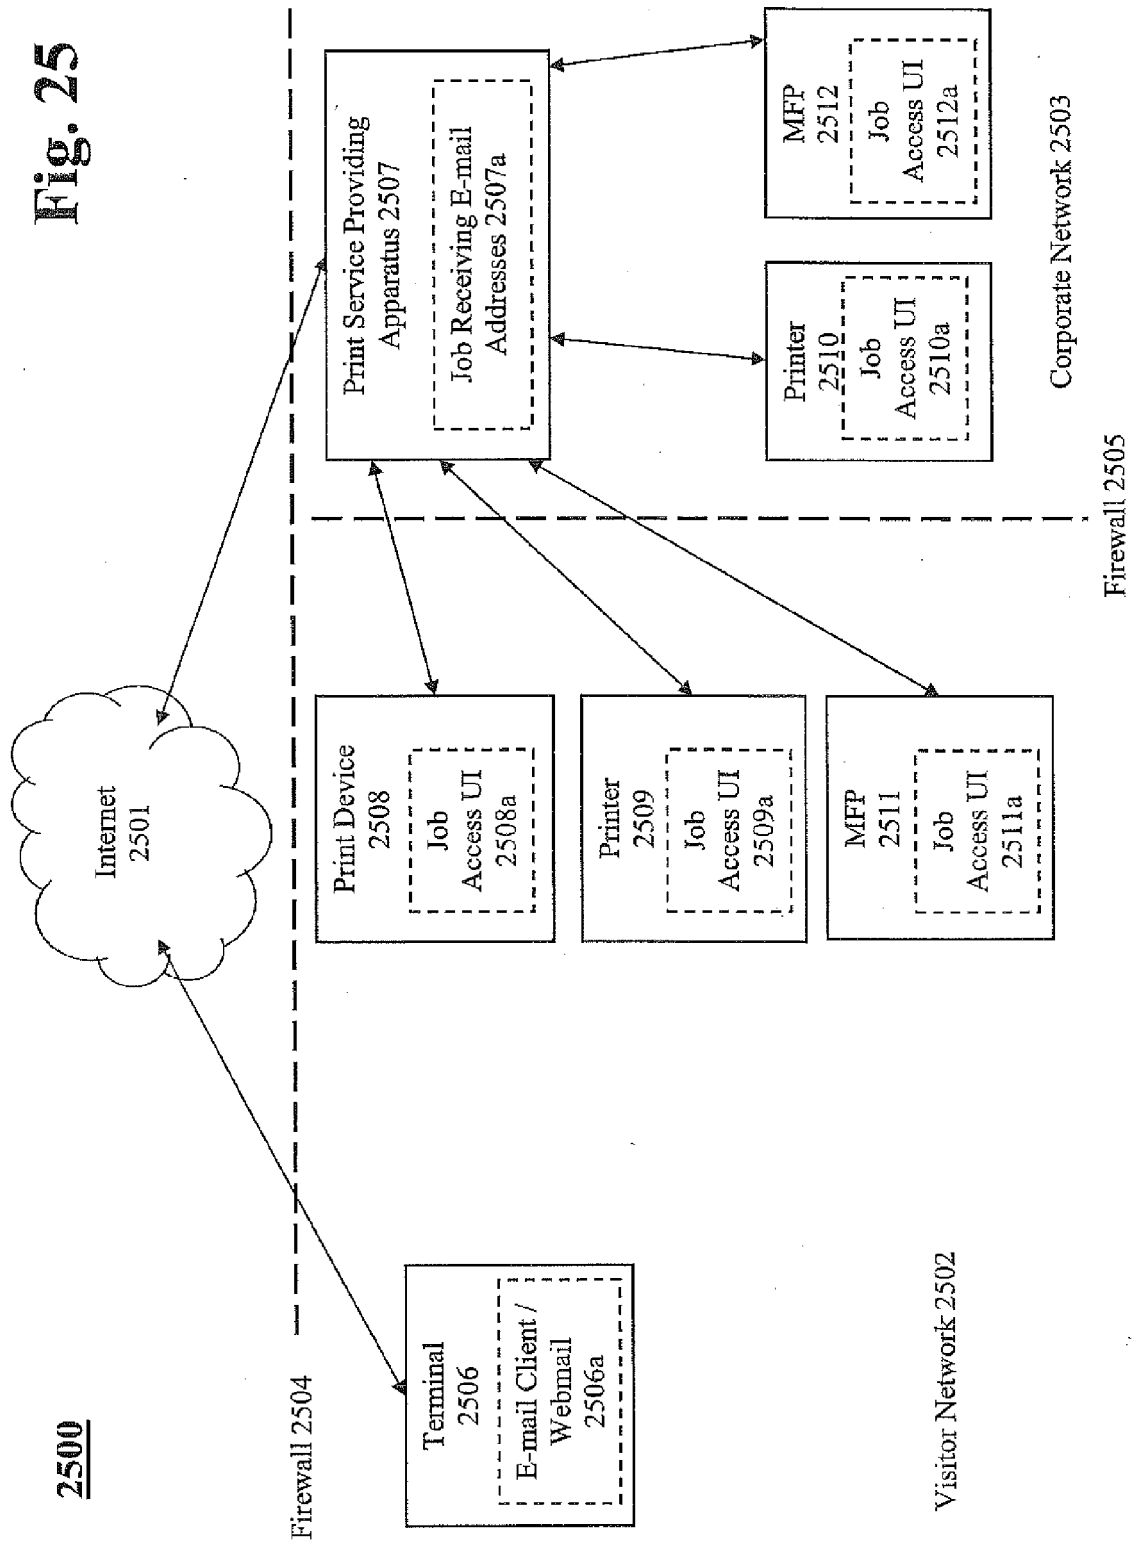 2500
Fig. 25
Internet
2501
Firewall 2504
Terminal
2506
E-mail Client /
Webmail
2506a
Print Device
2508
Job
Access UI
2508a
Print Service Providing
Apparatus 2507
Job Receiving E-mail
Addresses 2507a
Printer
2509
Job
Access UI
2509a
MFP
2511
Job
Access UI
2511a
Printer
2510
Job
Access UI
2510a
MFP
2512
Job
Access UI
2512a
Visitor Network 2502
Corporate Network 2503
Firewall 2505